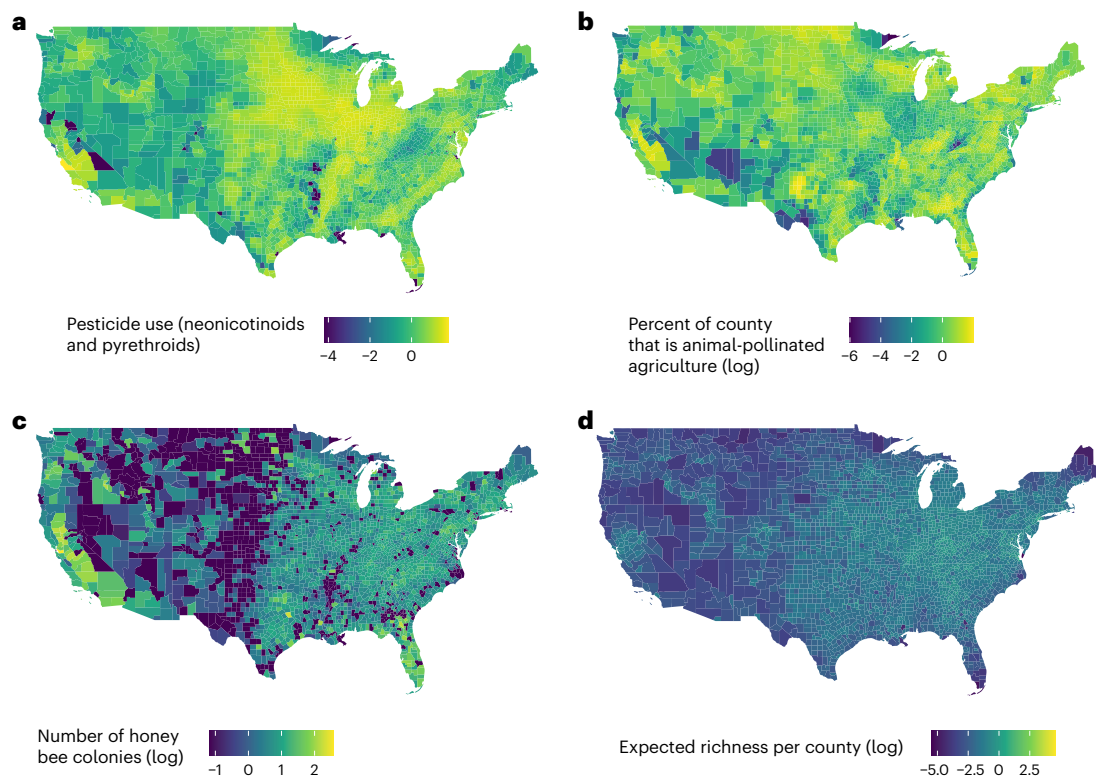 a
b
Pesticide use (neonicotinoids
and pyrethroids)
−4 −2 0
Percent of county
that is animal-pollinated
agriculture (log)
−6 −4 −2 0
c
d
Number of honey
bee colonies (log)
−1 0 1 2
Expected richness per county (log)
−5.0 −2.5 0 2.5